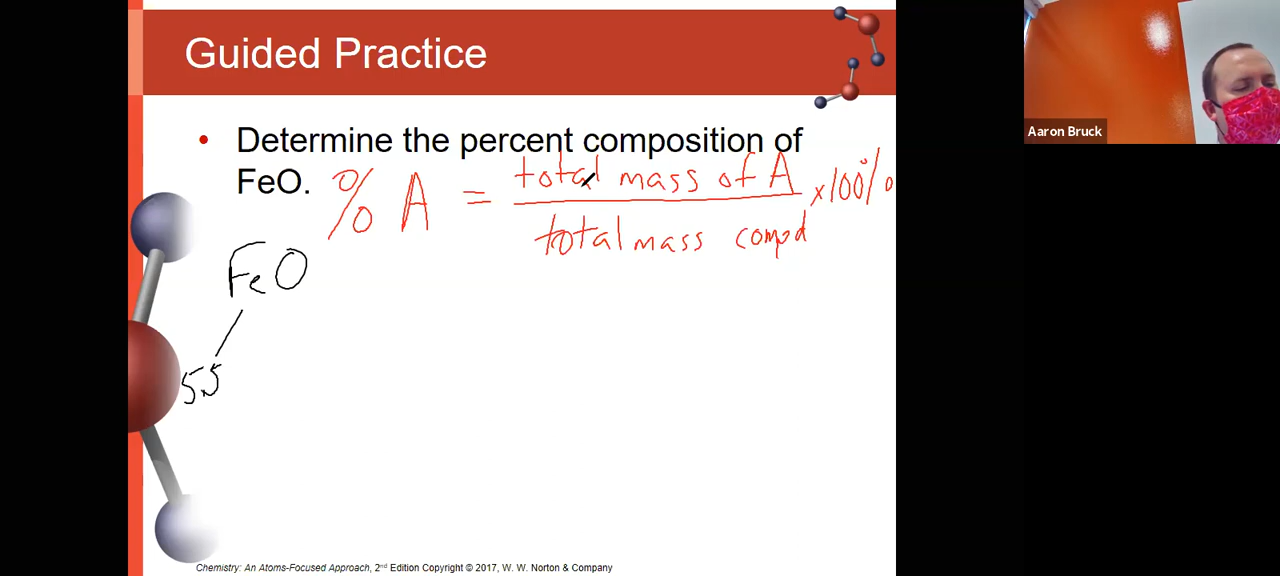 Guided Practice
Aaron Bruck
• Determine the percent composition of
FeO.
% A = total mass of A / total mass compd × 100%
FeO
55
Chemistry: An Atoms-Focused Approach, 2nd Edition Copyright © 2017, W. W. Norton & Company